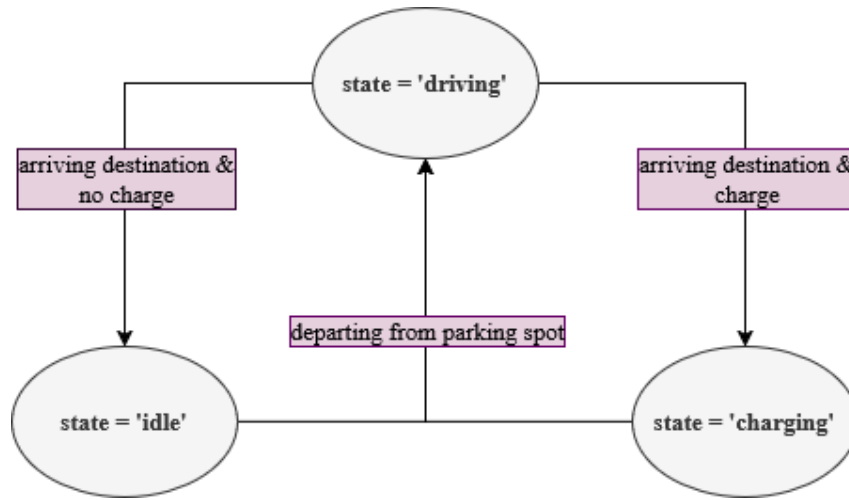 state = 'driving'
arriving destination &
no charge
arriving destination &
charge
departing from parking spot
state = 'idle'
state = 'charging'